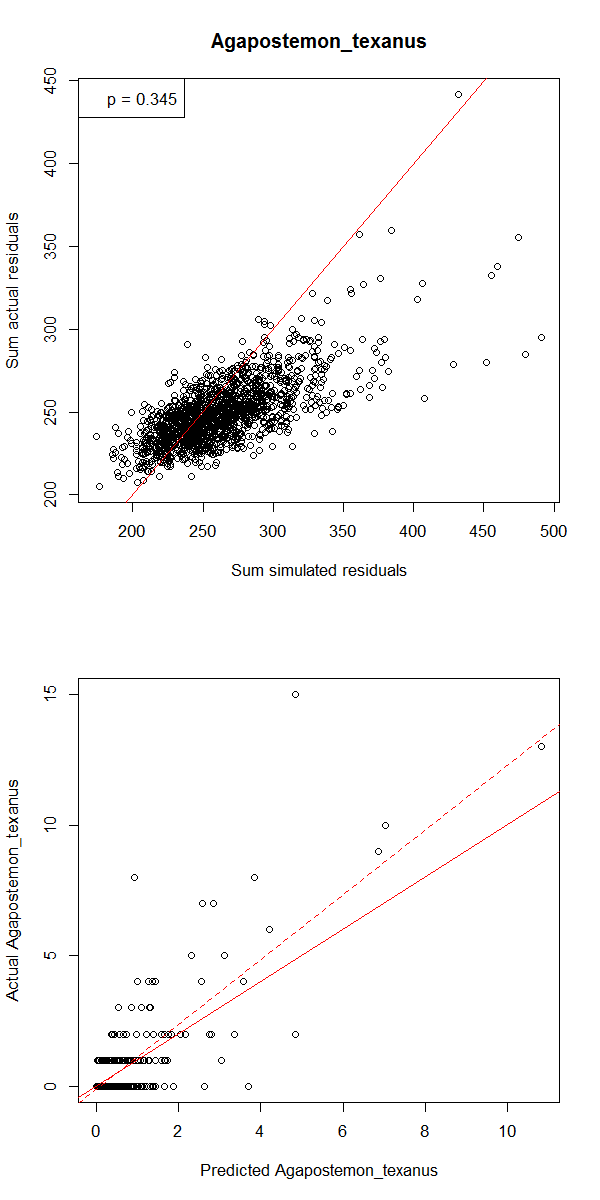 Agapostemon_texanus
p = 0.345
Sum actual residuals
450
400
350
300
250
200
200 250 300 350 400 450 500
Sum simulated residuals
Actual Agapostemon_texanus
15
10
5
0
0 2 4 6 8 10
Predicted Agapostemon_texanus